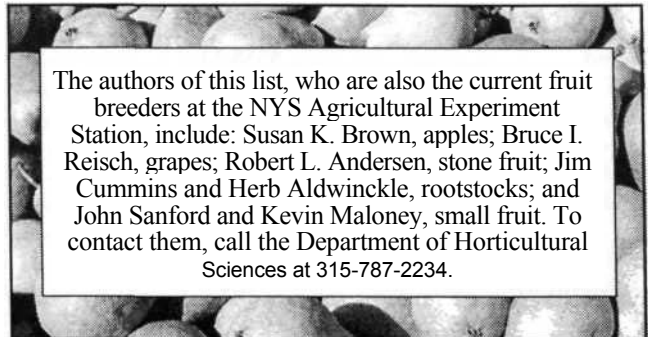 The authors of this list, who are also the current fruit
breeders at the NYS Agricultural Experiment
Station, include: Susan K. Brown, apples; Bruce I.
Reisch, grapes; Robert L. Andersen, stone fruit; Jim
Cummins and Herb Aldwinckle, rootstocks; and
John Sanford and Kevin Maloney, small fruit. To
contact them, call the Department of Horticultural
Sciences at 315-787-2234.